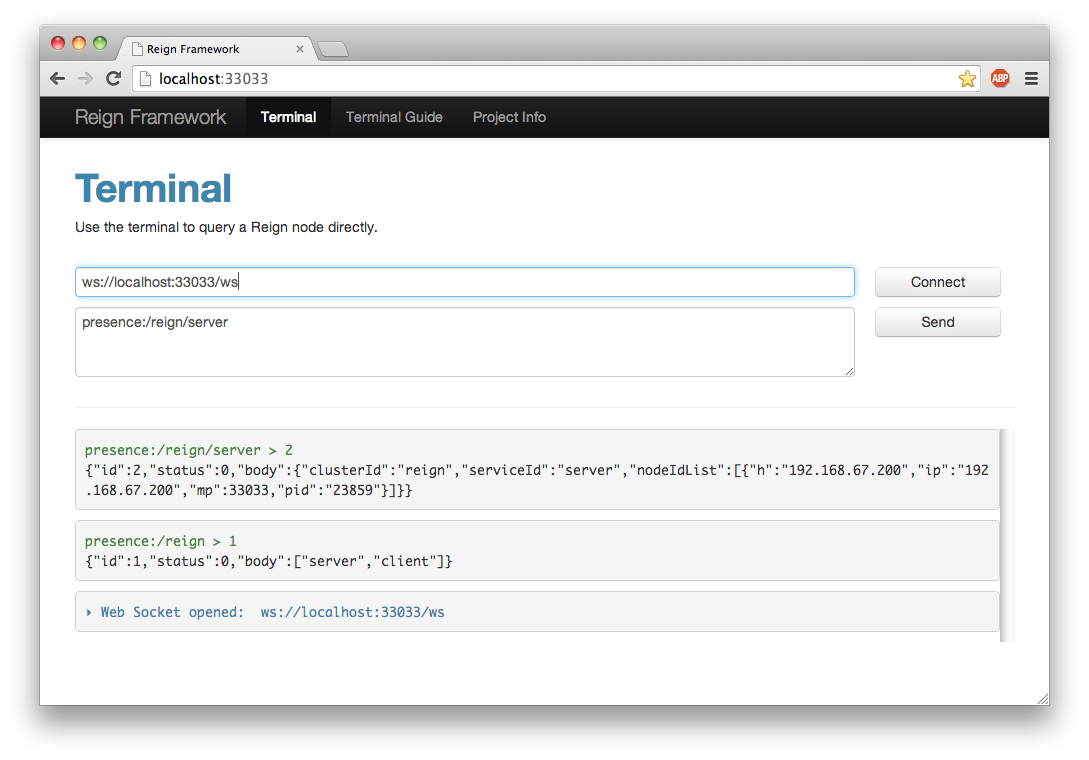 Reign Framework
localhost:33033
ABP
Reign Framework Terminal Terminal Guide Project Info
Terminal
Use the terminal to query a Reign node directly.
ws://localhost:33033/ws Connect
presence:/reign/server Send
presence:/reign/server > 2
{"id":2,"status":0,"body":{"clusterId":"reign","serviceId":"server","nodeIdList":[{"h":"192.168.67.200","ip":"192
.168.67.200","mp":33033,"pid":"23859"}]}}
presence:/reign > 1
{"id":1,"status":0,"body":["server","client"]}
Web Socket opened: ws://localhost:33033/ws